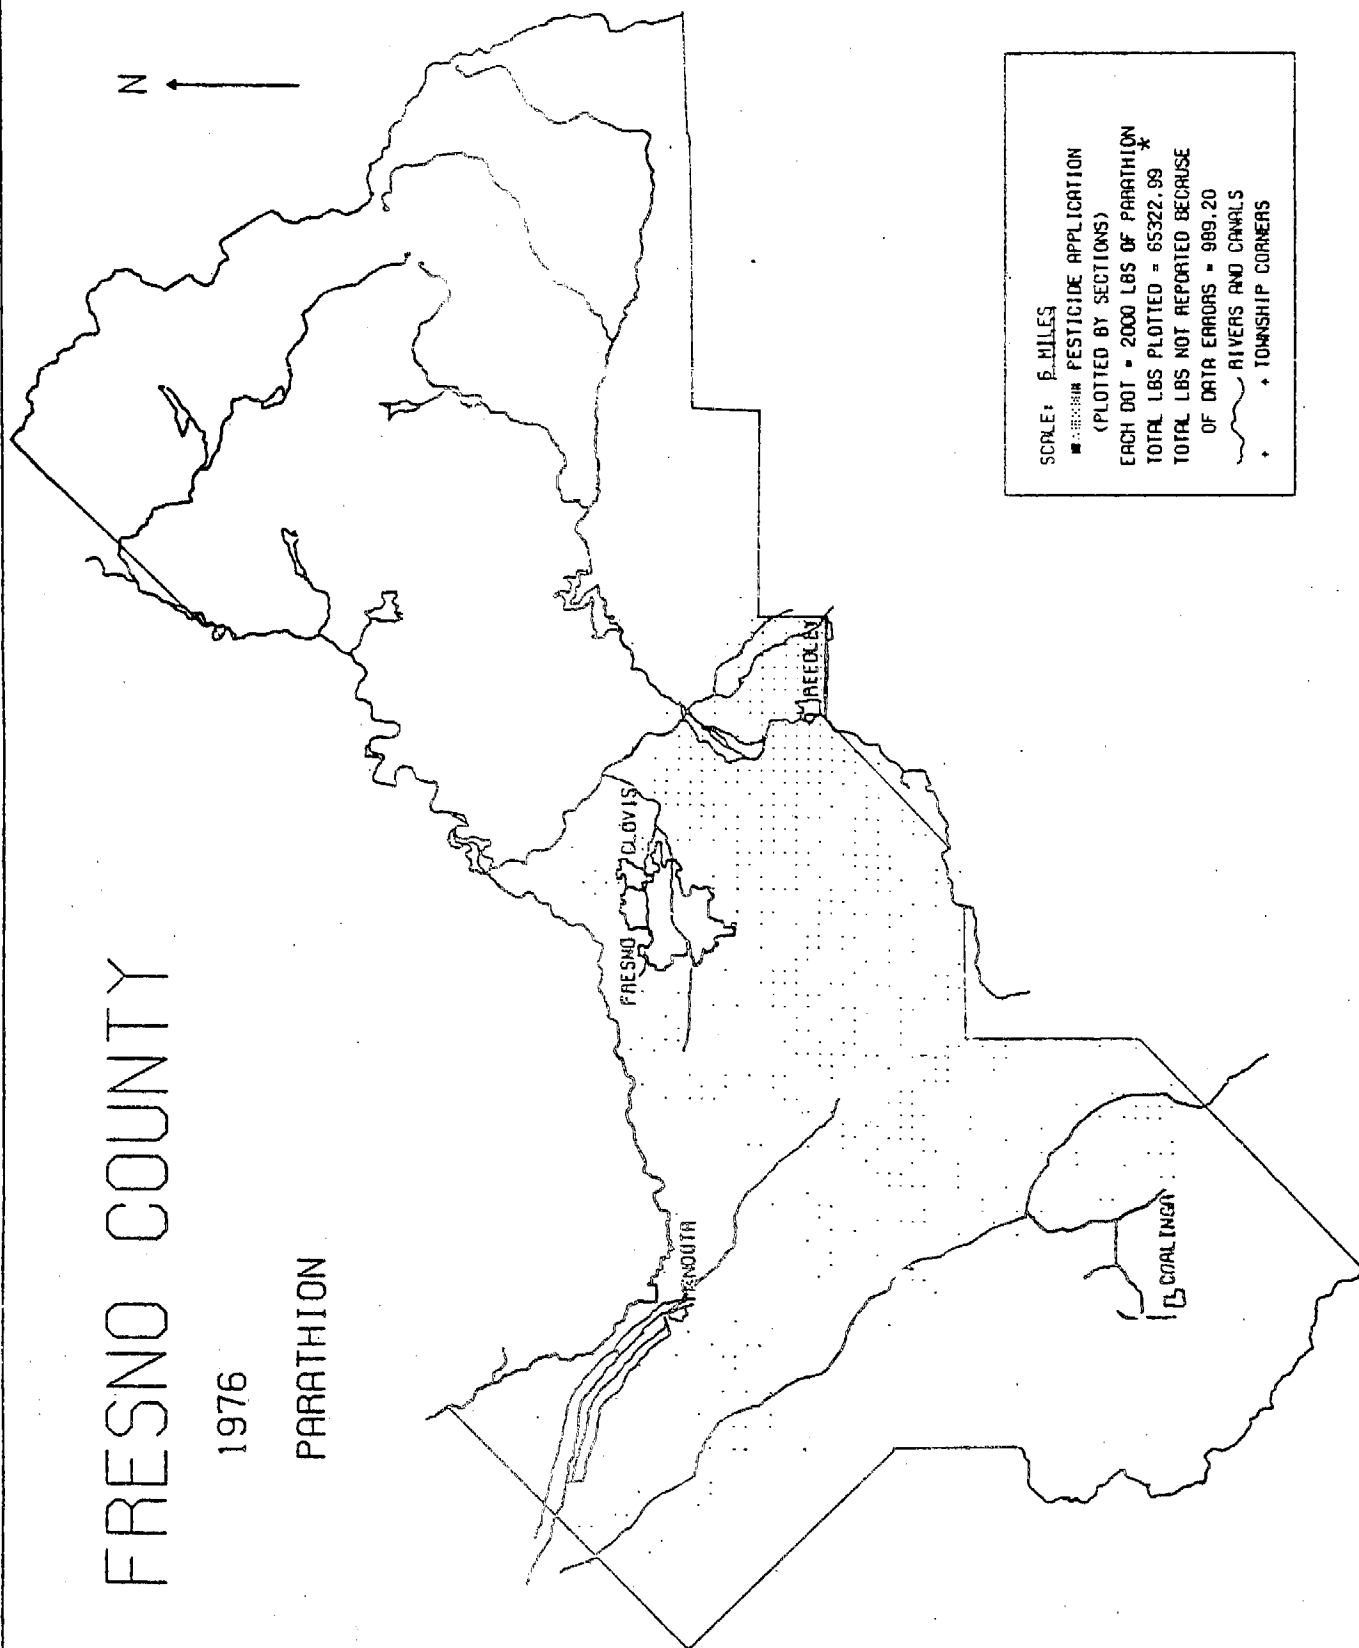 FRESNO COUNTY
1976
PARATHION
N
FRESNO
CLOVIS
REEDLEY
COALINGA
SCALE: 6 MILES
PESTICIDE APPLICATION
(PLOTTED BY SECTIONS)
EACH DOT = 2000 LBS OF PARATHION
TOTAL LBS PLOTTED = 65322.99 *
TOTAL LBS NOT REPORTED BECAUSE
OF DATA ERRORS = 989.20
RIVERS AND CANALS
+ + TOWNSHIP CORNERS